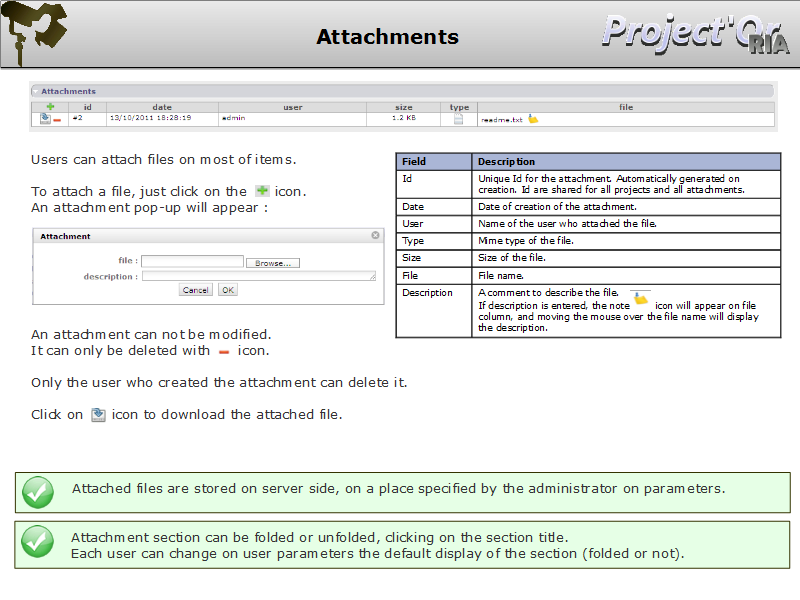 Attachments
Project'Or
RIA
Attachments
id date user size type file
#2 13/10/2011 18:28:19 admin 1.2 KB readme.txt
Users can attach files on most of items.
To attach a file, just click on the icon.
An attachment pop-up will appear :
Attachment
file : Browse...
description :
Cancel OK
An attachment can not be modified.
It can only be deleted with icon.
Only the user who created the attachment can delete it.
Click on icon to download the attached file.
Field Description
Id Unique Id for the attachment. Automatically generated on
creation. Id are shared for all projects and all attachments.
Date Date of creation of the attachment.
User Name of the user who attached the file.
Type Mime type of the file.
Size Size of the file.
File File name.
Description A comment to describe the file.
If description is entered, the note icon will appear on file
column, and moving the mouse over the file name will display
the description.
Attached files are stored on server side, on a place specified by the administrator on parameters.
Attachment section can be folded or unfolded, clicking on the section title.
Each user can change on user parameters the default display of the section (folded or not).